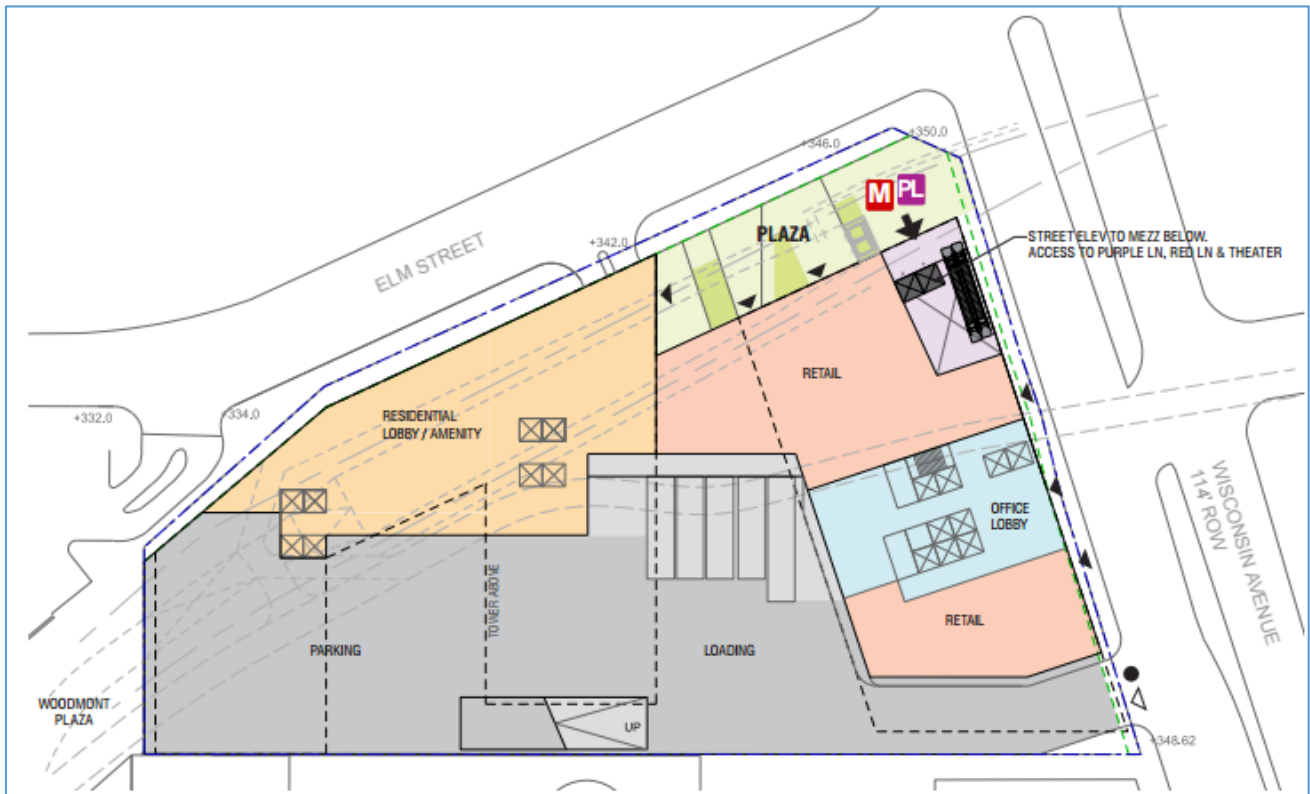 +350.0
+346.0
M PL
PLAZA
+342.0
STREET ELEV TO MEZZ BELOW.
ACCESS TO PURPLE LN, RED LN & THEATER
ELM STREET
RETAIL
+332.0
+334.0
RESIDENTIAL
LOBBY / AMENITY
OFFICE
LOBBY
WISCONSIN AVENUE
114' ROW
TOWER ABOVE
RETAIL
PARKING
LOADING
WOODMONT
PLAZA
UP
+348.62